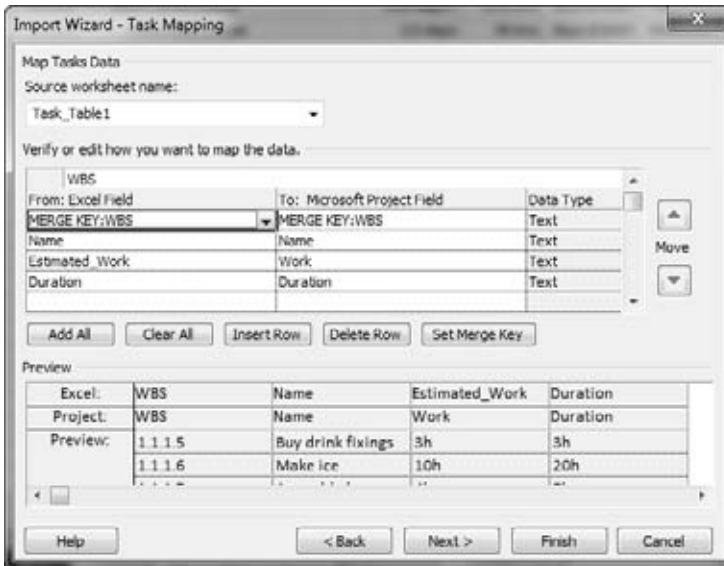 Import Wizard - Task Mapping
Map Tasks Data
Source worksheet name:
Task_Table1
Verify or edit how you want to map the data.
WBS
From: Excel Field To: Microsoft Project Field Data Type
MERGE KEY:WBS MERGE KEY:WBS Text
Name Name Text
Estimated_Work Work Text
Duration Duration Text
Move
Add All Clear All Insert Row Delete Row Set Merge Key
Preview
Excel: WBS Name Estimated_Work Duration
Project: WBS Name Work Duration
Preview: 1.1.1.5 Buy drink fixings 3h 3h
1.1.1.6 Make ice 10h 20h
Help < Back Next > Finish Cancel